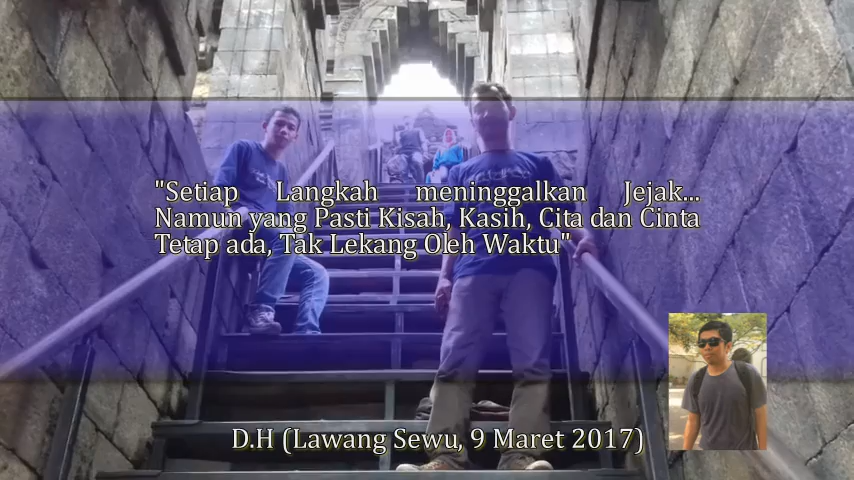 "Setiap Langkah meninggalkan Jejak...
Namun yang Pasti Kisah, Kasih, Cita dan Cinta
Tetap ada, Tak Lekang Oleh Waktu"
D.H (Lawang Sewu, 9 Maret 2017)